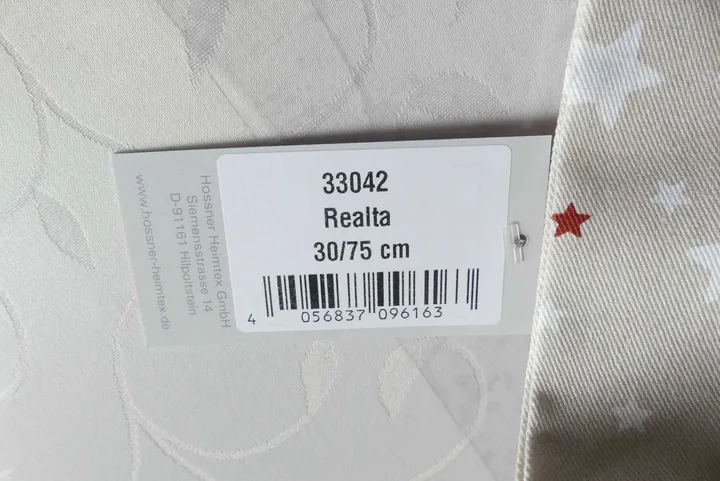 33042
Realta
30/75 cm
4 056837 096163
Hossner Heimtex GmbH
Siemensstrasse 14
D-91161 Hilpoltstein
www.hossner-heimtex.de